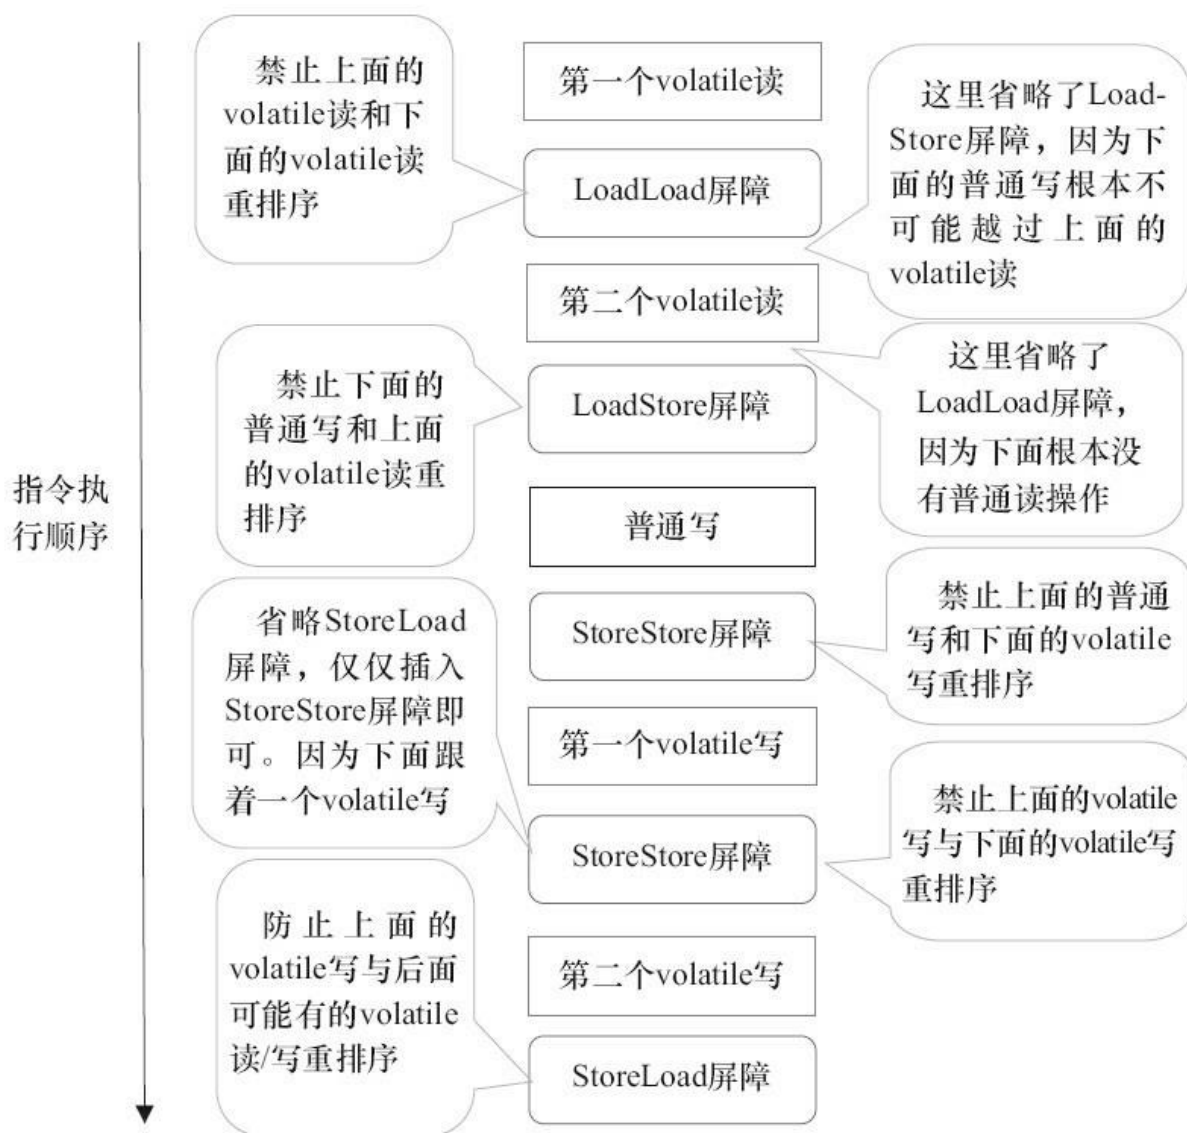 禁止上面的
volatile读和下
面的volatile读
重排序
第一个volatile读
这里省略了Load-
Store屏障，因为下
面的普通写根本不
可能越过上面的
volatile读
LoadLoad屏障
第二个volatile读
禁止下面的
普通写和上面
的volatile读重
排序
LoadStore屏障
这里省略了
LoadLoad屏障，
因为下面根本没
有普通读操作
指令执
行顺序
普通写
省略StoreLoad
屏障，仅仅插入
StoreStore屏障即
可。因为下面跟
着一个volatile写
StoreStore屏障
禁止上面的普通
写和下面的volatile
写重排序
第一个volatile写
StoreStore屏障
禁止上面的volatile
写与下面的volatile写
重排序
防止上面的
volatile写与后面
可能有的volatile
读/写重排序
第二个volatile写
StoreLoad屏障